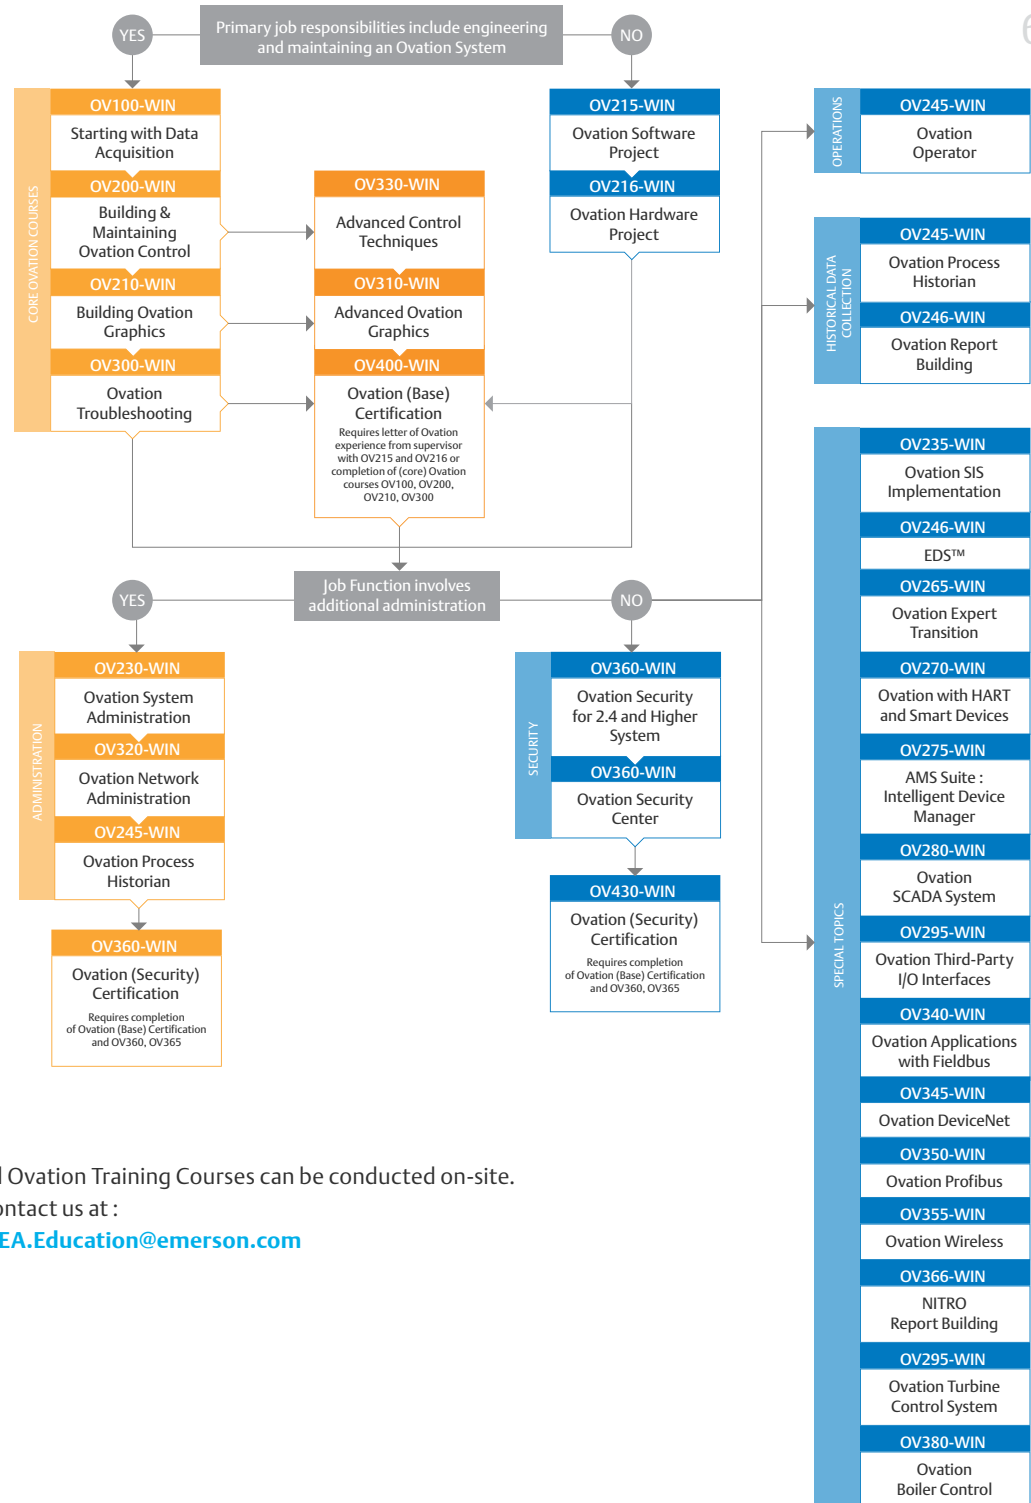 Primary job responsibilities include engineering
and maintaining an Ovation System
YES
NO
6
CORE OVATION COURSES
OV100-WIN
Starting with Data
Acquisition
OV200-WIN
Building &
Maintaining
Ovation Control
OV210-WIN
Building Ovation
Graphics
OV300-WIN
Ovation
Troubleshooting
OV330-WIN
Advanced Control
Techniques
OV310-WIN
Advanced Ovation
Graphics
OV400-WIN
Ovation (Base)
Certification
Requires letter of Ovation
experience from supervisor
with OV215 and OV216 or
completion of (core) Ovation
courses OV100, OV200,
OV210, OV300
OV215-WIN
Ovation Software
Project
OV216-WIN
Ovation Hardware
Project
Job Function involves
additional administration
YES
NO
ADMINISTRATION
OV230-WIN
Ovation System
Administration
OV320-WIN
Ovation Network
Administration
OV245-WIN
Ovation Process
Historian
OV360-WIN
Ovation (Security)
Certification
Requires completion
of Ovation (Base) Certification
and OV360, OV365
SECURITY
OV360-WIN
Ovation Security
for 2.4 and Higher
System
OV360-WIN
Ovation Security
Center
OV430-WIN
Ovation (Security)
Certification
Requires completion
of Ovation (Base) Certification
and OV360, OV365
OPERATIONS
OV245-WIN
Ovation
Operator
HISTORICAL DATA
COLLECTION
OV245-WIN
Ovation Process
Historian
OV246-WIN
Ovation Report
Building
SPECIAL TOPICS
OV235-WIN
Ovation SIS
Implementation
OV246-WIN
EDS™
OV265-WIN
Ovation Expert
Transition
OV270-WIN
Ovation with HART
and Smart Devices
OV275-WIN
AMS Suite :
Intelligent Device
Manager
OV280-WIN
Ovation
SCADA System
OV295-WIN
Ovation Third-Party
I/O Interfaces
OV340-WIN
Ovation Applications
with Fieldbus
OV345-WIN
Ovation DeviceNet
OV350-WIN
Ovation Profibus
OV355-WIN
Ovation Wireless
OV366-WIN
NITRO
Report Building
OV295-WIN
Ovation Turbine
Control System
OV380-WIN
Ovation
Boiler Control
l Ovation Training Courses can be conducted on-site.
ontact us at :
EA.Education@emerson.com